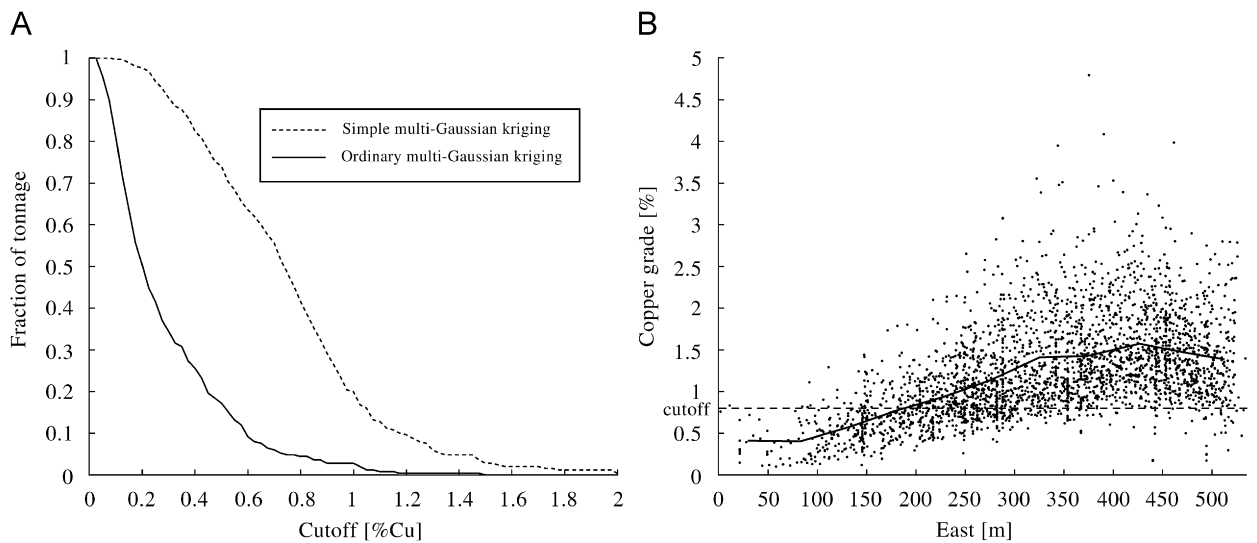 A
1
0.9
0.8
0.7
0.6
0.5
0.4
0.3
0.2
0.1
0
Fraction of tonnage
Simple multi-Gaussian kriging
Ordinary multi-Gaussian kriging
0 0.2 0.4 0.6 0.8 1 1.2 1.4 1.6 1.8 2
Cutoff [%Cu]
B
5
4.5
4
3.5
3
2.5
2
1.5
1
cutoff
0.5
0
Copper grade [%]
0 50 100 150 200 250 300 350 400 450 500
East [m]